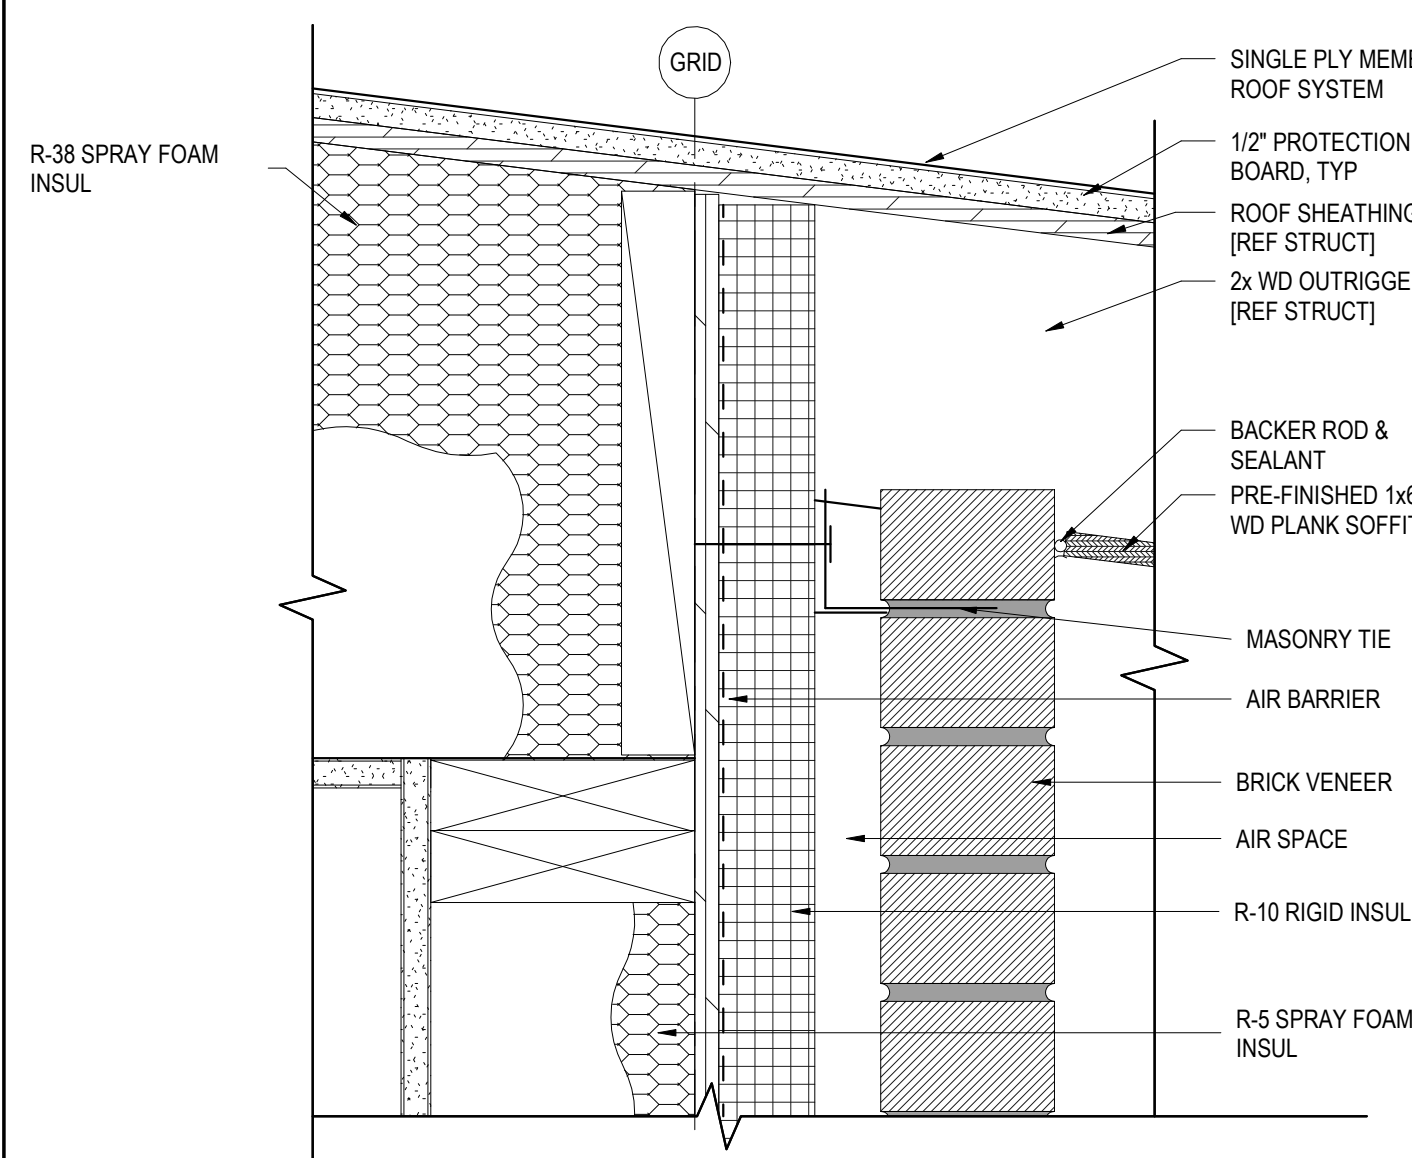 GRID
R-38 SPRAY FOAM
INSUL
SINGLE PLY
ROOF SYSTEM
1/2" PROTECTION
BOARD, TYP
ROOF SHEATHING
[REF STRUCT]
2x WD
[REF STRUCT]
BACKER ROD &
SEALANT
PRE-FINISHED 1x6
WD PLANK SOFFIT
MASONRY TIE
AIR BARRIER
BRICK VENEER
AIR SPACE
R-10 RIGID INSUL
R-5 SPRAY FOAM
INSUL